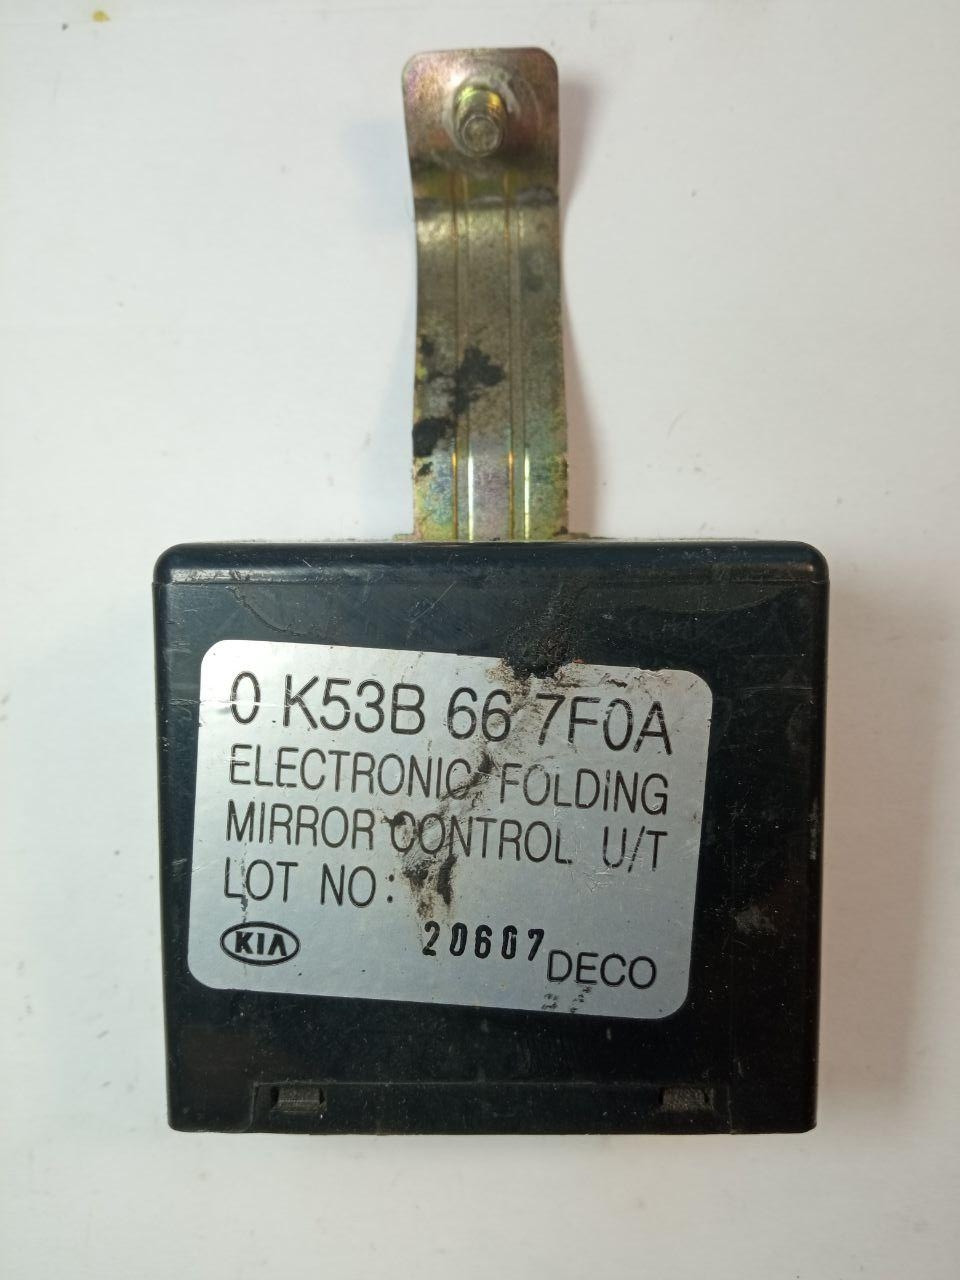 0 K53B 66 7F0A
ELECTRONIC FOLDING
MIRROR CONTROL U/T
LOT NO:
KIA 20607 DECO